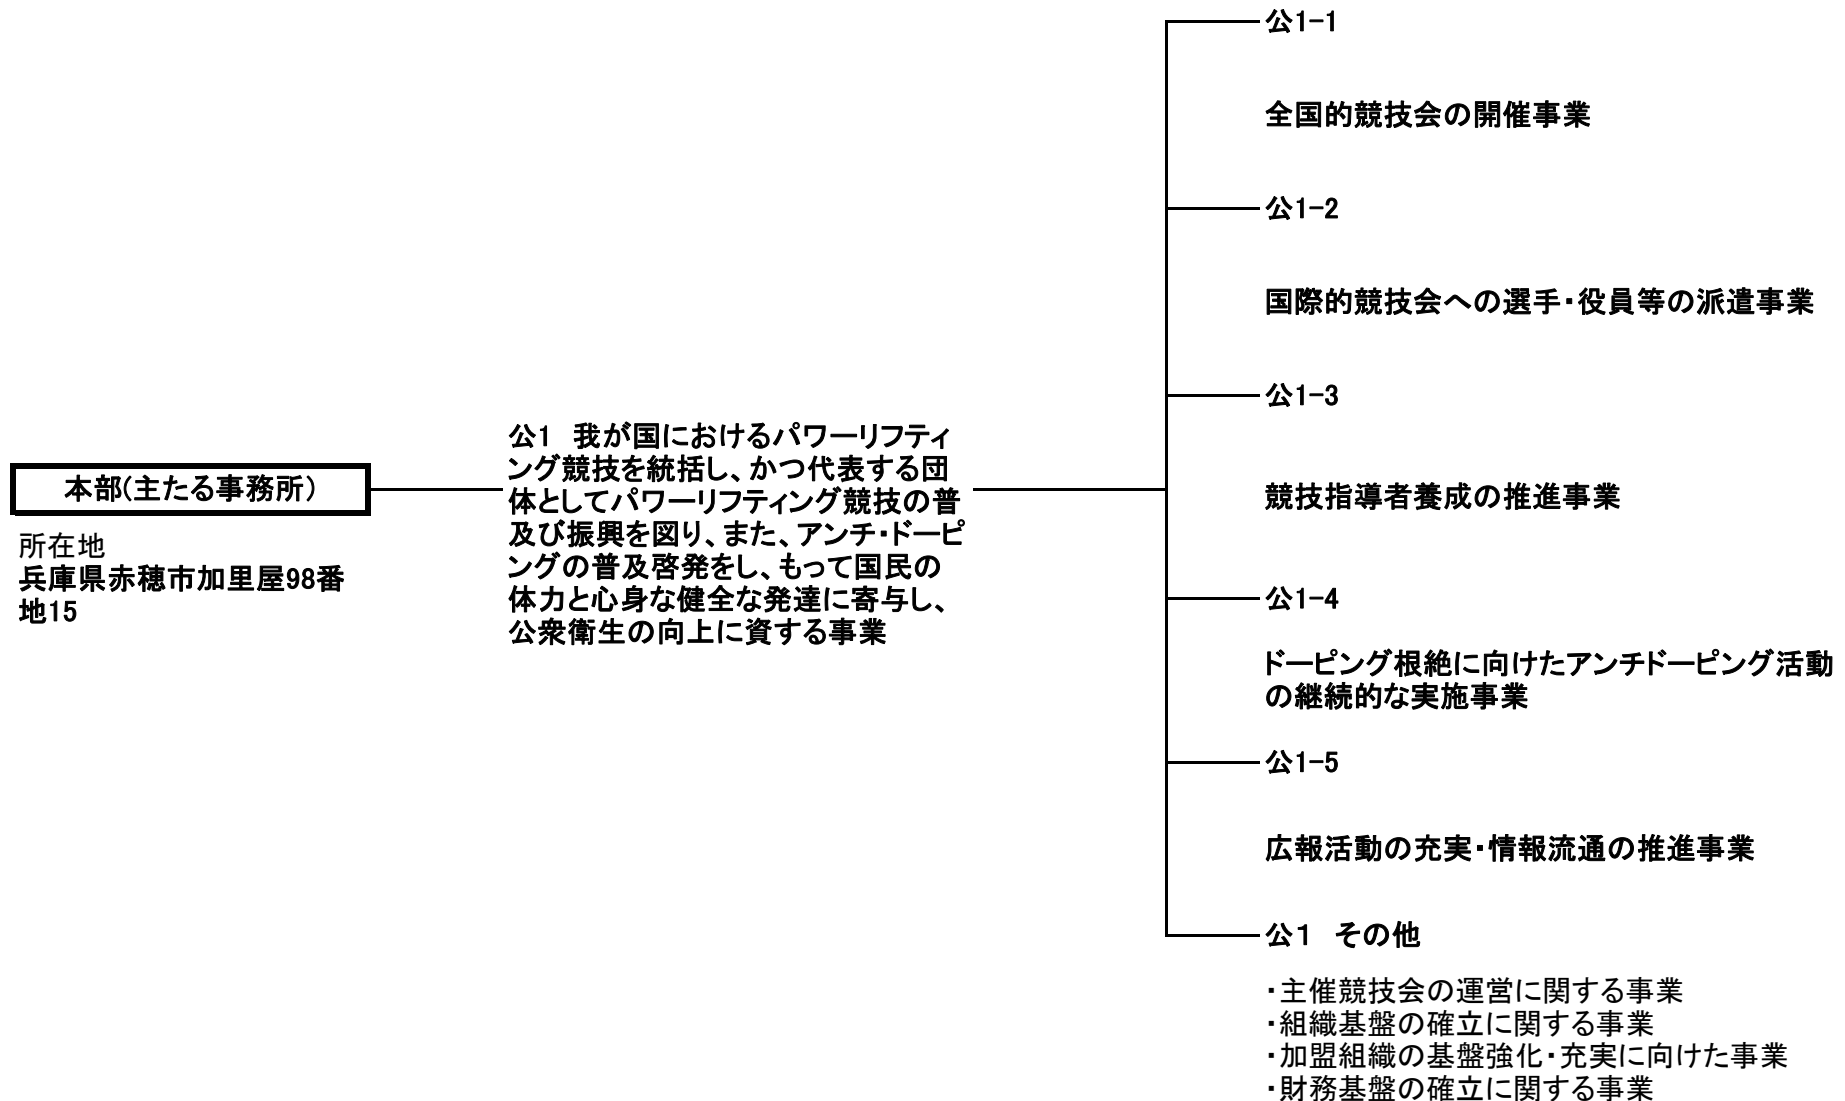 本部(主たる事務所)
所在地
兵庫県赤穂市加里屋98番
地15
公1　我が国におけるパワーリフティ
ング競技を統括し、かつ代表する団
体としてパワーリフティング競技の普
及び振興を図り、また、アンチ・ドーピ
ングの普及啓発をし、もって国民の
体力と心身な健全な発達に寄与し、
公衆衛生の向上に資する事業
公1-1
全国的競技会の開催事業
公1-2
国際的競技会への選手・役員等の派遣事業
公1-3
競技指導者養成の推進事業
公1-4
ドーピング根絶に向けたアンチドーピング活動
の継続的な実施事業
公1-5
広報活動の充実・情報流通の推進事業
公１　その他
・主催競技会の運営に関する事業
・組織基盤の確立に関する事業
・加盟組織の基盤強化・充実に向けた事業
・財務基盤の確立に関する事業